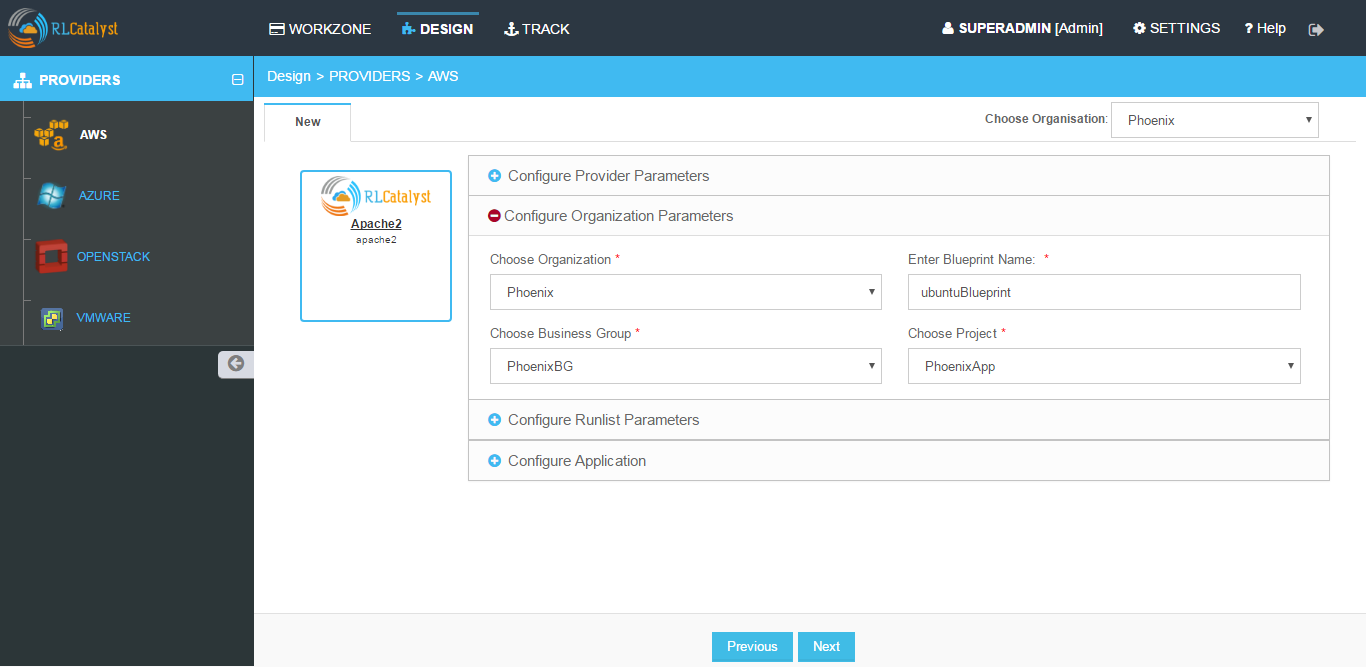 RLCatalyst
WORKZONE
DESIGN
TRACK
SUPERADMIN [Admin]
SETTINGS
? Help
PROVIDERS
Design > PROVIDERS > AWS
AWS
AZURE
OPENSTACK
VMWARE
New
Choose Organisation: Phoenix
RLCatalyst
Apache2
apache2
Configure Provider Parameters
Configure Organization Parameters
Choose Organization *
Phoenix
Enter Blueprint Name: *
ubuntuBlueprint
Choose Business Group *
PhoenixBG
Choose Project *
PhoenixApp
Configure Runlist Parameters
Configure Application
Previous
Next